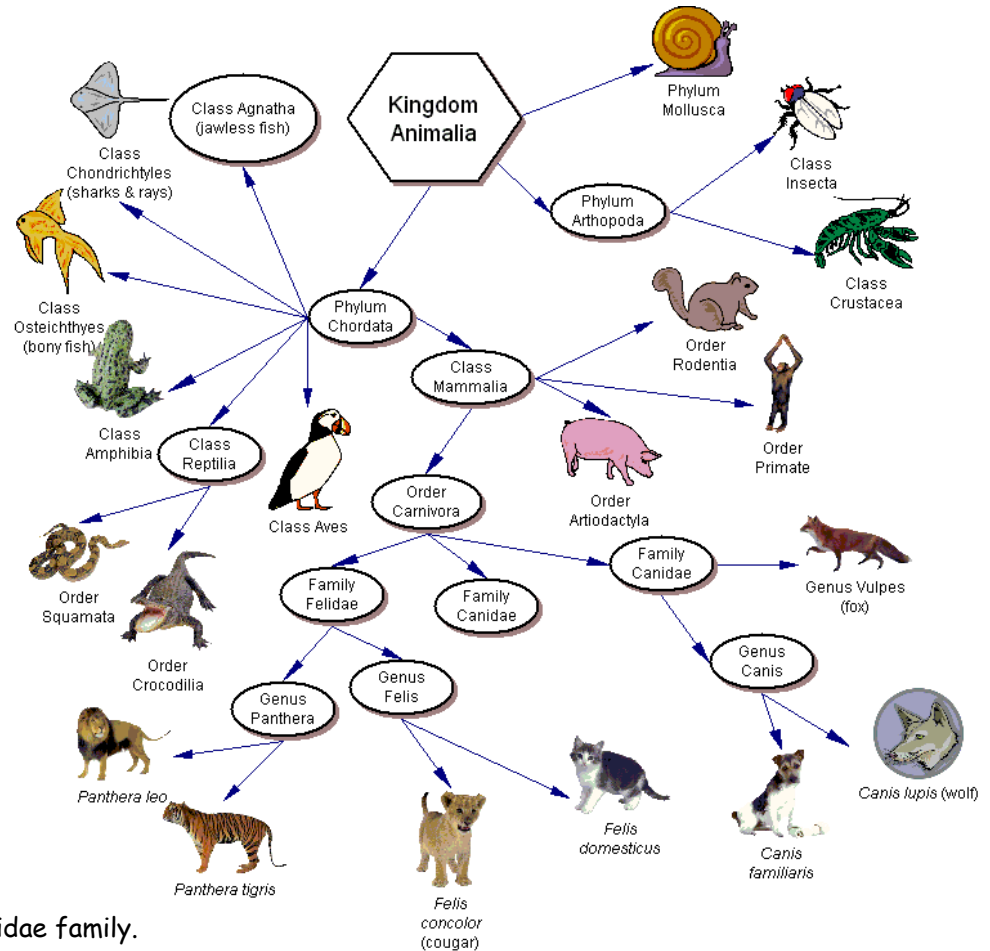 Kingdom
Animalia
Phylum
Mollusca
Class Agnatha
(jawless fish)
Class
Chondrichtyles
(sharks & rays)
Class
Insecta
Phylum
Arthopoda
Class
Crustacea
Class
Osteichthyes
(bony fish)
Phylum
Chordata
Order
Rodentia
Class
Mammalia
Class
Amphibia
Class
Reptilia
Class Aves
Order
Primate
Order
Artiodactyla
Order
Carnivora
Order
Squamata
Order
Crocodilia
Family
Felidae
Family
Canidae
Family
Canidae
Genus Vulpes
(fox)
Genus
Canis
Genus
Panthera
Genus
Felis
Panthera leo
Panthera tigris
Felis
concolor
(cougar)
Felis
domesticus
Canis
familiaris
Canis lupis (wolf)
idae family.